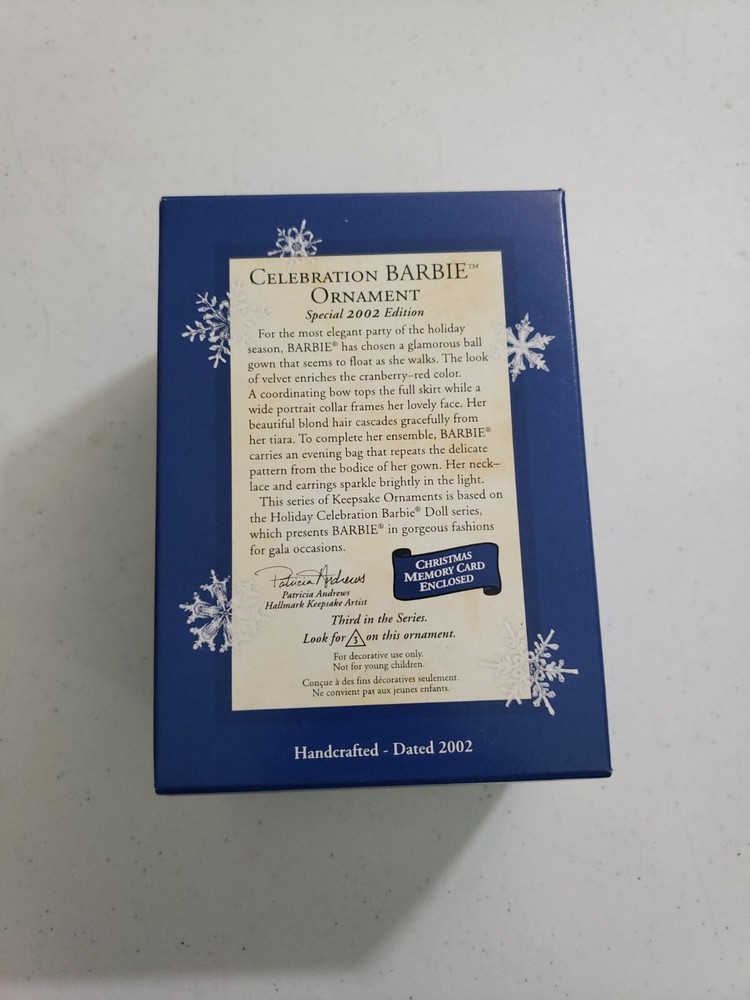 CELEBRATION BARBIE™
ORNAMENT
Special 2002 Edition
For the most elegant party of the holiday
season, BARBIE® has chosen a glamorous ball
gown that seems to float as she walks. The look
of velvet enriches the cranberry–red color.
A coordinating bow tops the full skirt while a
wide portrait collar frames her lovely face. Her
beautiful blond hair cascades gracefully from
her tiara. To complete her ensemble, BARBIE®
carries an evening bag that repeats the delicate
pattern from the bodice of her gown. Her neck–
lace and earrings sparkle brightly in the light.
This series of Keepsake Ornaments is based on
the Holiday Celebration Barbie® Doll series,
which presents BARBIE® in gorgeous fashions
for gala occasions.
Patricia Andrews
Patricia Andrews
Hallmark Keepsake Artist
CHRISTMAS
MEMORY CARD
ENCLOSED
Third in the Series.
Look for 3 on this ornament.
For decorative use only.
Not for young children.
Conçue à des fins décoratives seulement.
Ne convient pas aux jeunes enfants.
Handcrafted - Dated 2002